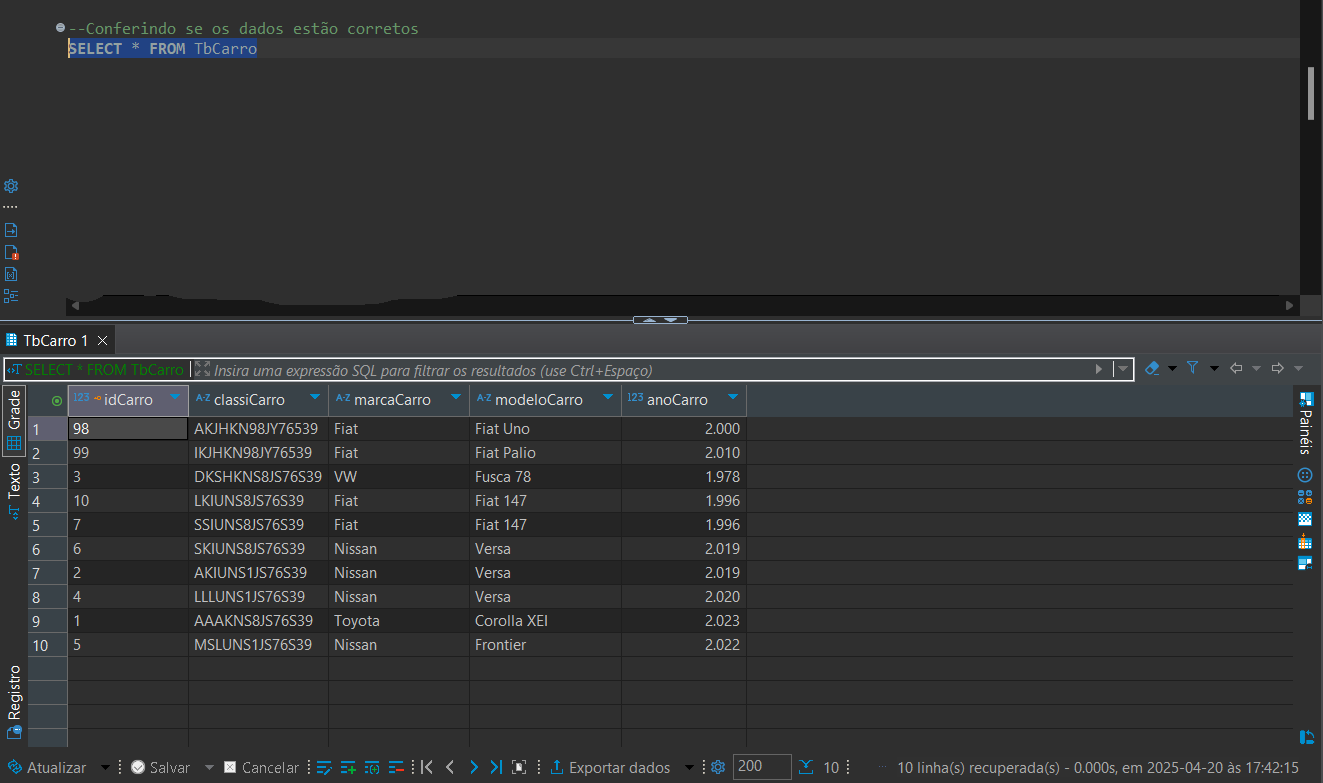 --Conferindo se os dados estão corretos
SELECT * FROM TbCarro
TbCarro 1
SELECT * FROM TbCarro Insira uma expressão SQL para filtrar os resultados (use Ctrl+Espaço)
Grade
Texto
Registro
Painéis
123 idCarro A-Z classiCarro A-Z marcaCarro A-Z modeloCarro 123 anoCarro
1 98 AKJHKN98JY76539 Fiat Fiat Uno 2.000
2 99 IKJHKN98JY76539 Fiat Fiat Palio 2.010
3 3 DKSHKNS8JS76S39 VW Fusca 78 1.978
4 10 LKIUNS8JS76S39 Fiat Fiat 147 1.996
5 7 SSIUNS8JS76S39 Fiat Fiat 147 1.996
6 6 SKIUNS8JS76S39 Nissan Versa 2.019
7 2 AKIUNS1JS76S39 Nissan Versa 2.019
8 4 LLLUNS1JS76S39 Nissan Versa 2.020
9 1 AAAKNS8JS76S39 Toyota Corolla XEI 2.023
10 5 MSLUNS1JS76S39 Nissan Frontier 2.022
Atualizar Salvar Cancelar Exportar dados 200 10 10 linha(s) recuperada(s) - 0.000s, em 2025-04-20 às 17:42:15